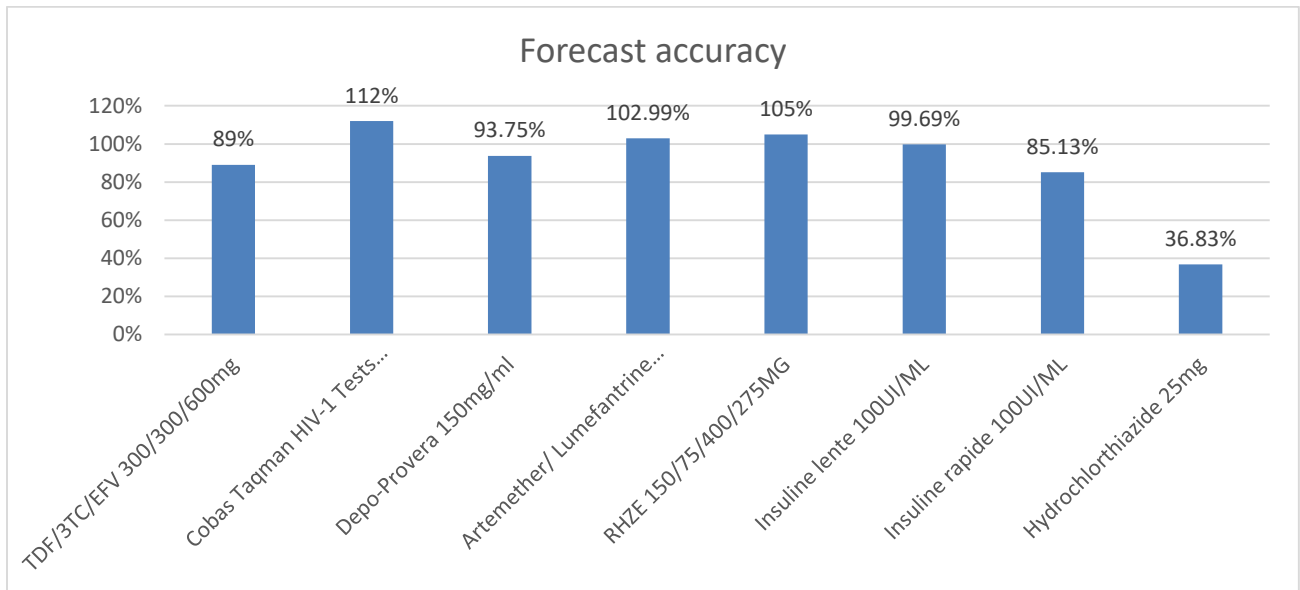 Forecast accuracy
120%
100%
80%
60%
40%
20%
0%
89%
112%
93.75%
102.99%
105%
99.69%
85.13%
36.83%
TDF/3TC/EFV 300/300/600mg
Cobas Taqman HIV-1 Tests...
Depo-Provera 150mg/ml
Artemether/ Lumefantrine...
RHZE 150/75/400/275MG
Insuline lente 100UI/ML
Insuline rapide 100UI/ML
Hydrochlorthiazide 25mg